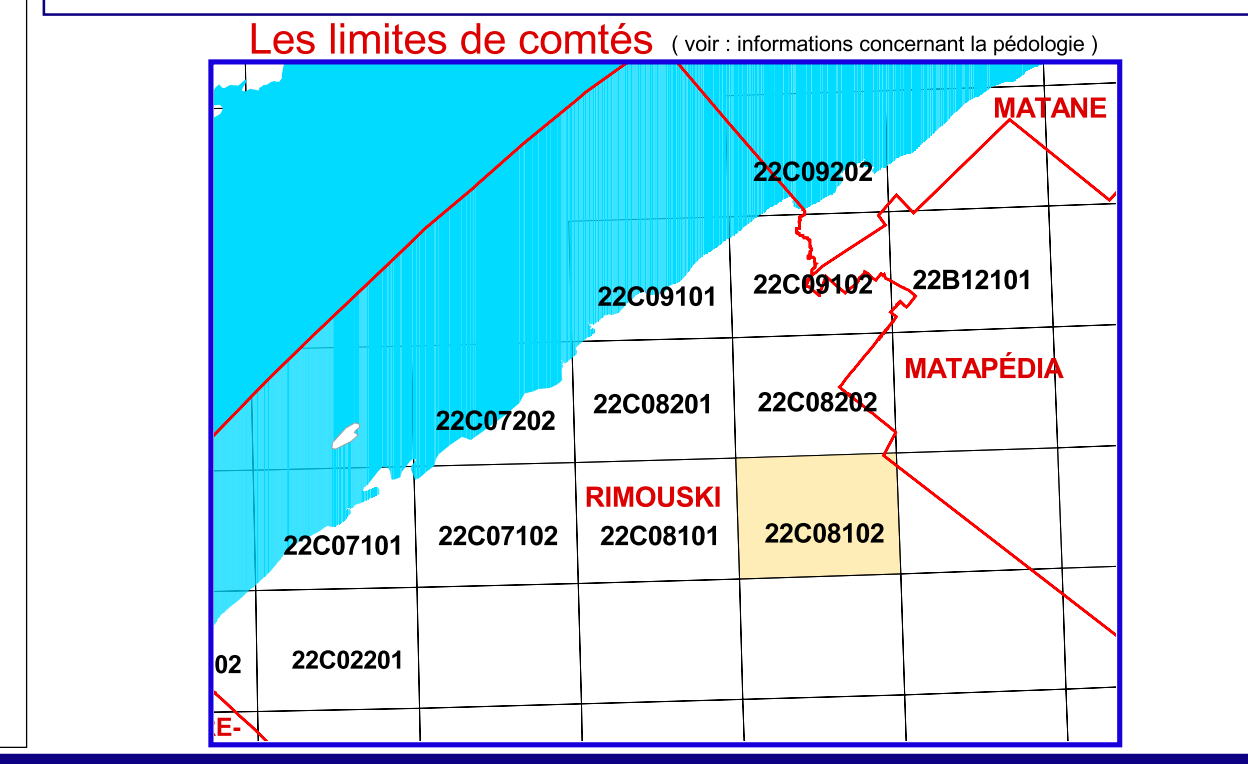 Les limites de comtés ( voir : informations concernant la pédologie )
MATANE
22C09202
22C09101
22C09102
22B12101
MATAPÉDIA
22C07202
22C08201
22C08202
RIMOUSKI
22C07101
22C07102
22C08101
22C08102
02
22C02201
E-